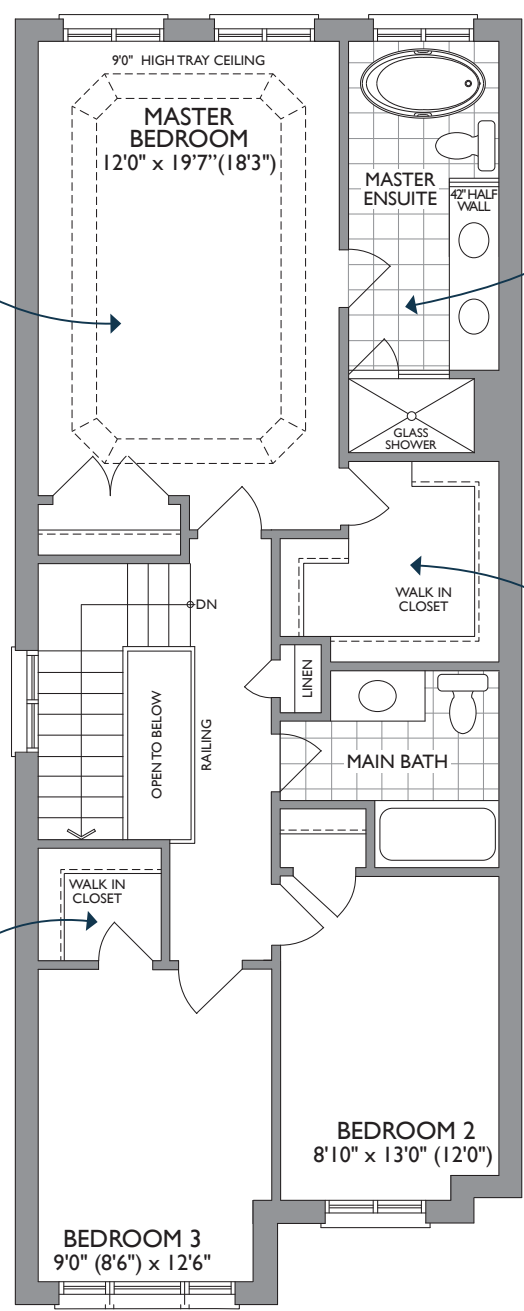 9'0" HIGH TRAY CEILING
MASTER
BEDROOM
12'0" x 19'7"(18'3")
MASTER
ENSUITE
42" HALF
WALL
GLASS
SHOWER
WALK IN
CLOSET
DN
LINEN
OPEN TO BELOW
RAILING
MAIN BATH
WALK IN
CLOSET
BEDROOM 2
8'10" x 13'0" (12'0")
BEDROOM 3
9'0" (8'6") x 12'6"